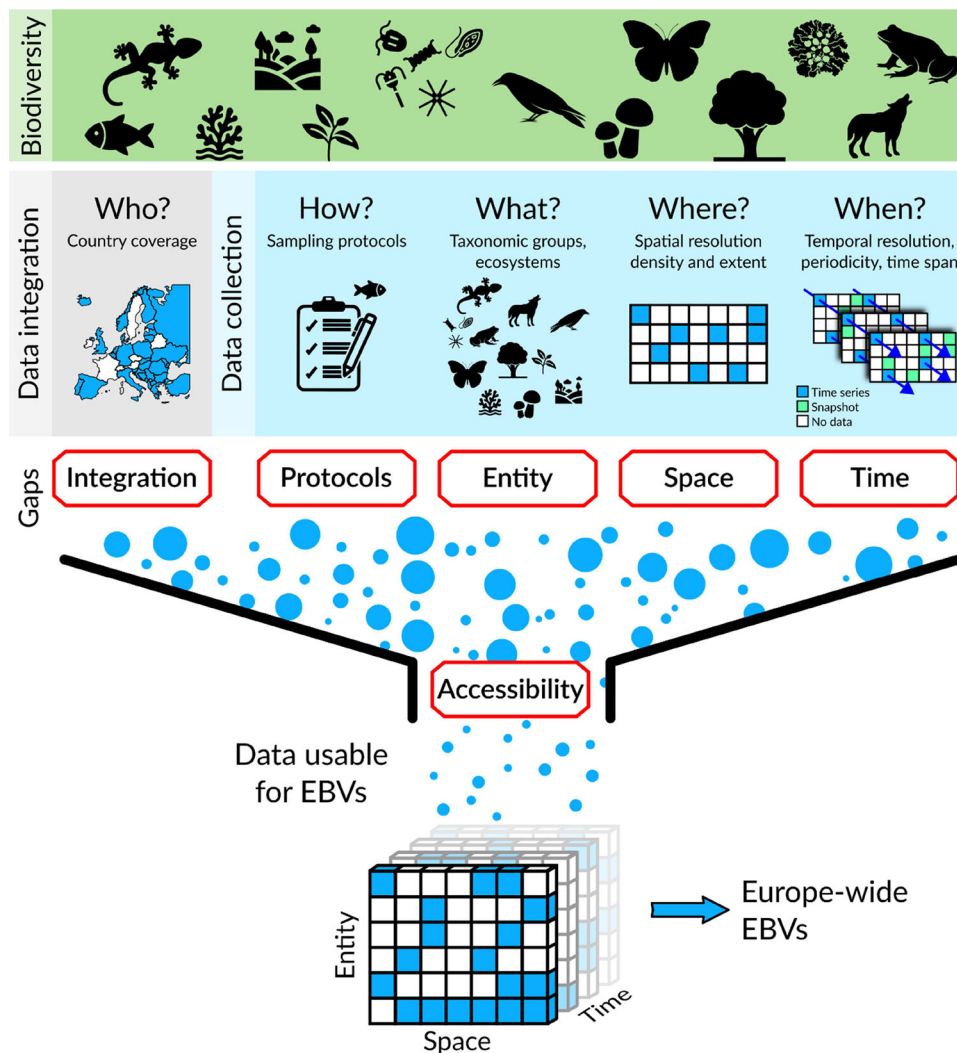 Biodiversity
Data integration
Who?
Country coverage
Data collection
How?
Sampling protocols
What?
Taxonomic groups,
ecosystems
Where?
Spatial resolution
density and extent
When?
Temporal resolution,
periodicity, time span
Time series
Snapshot
No data
Gaps
Integration
Protocols
Entity
Space
Time
Accessibility
Data usable
for EBVs
Entity
Space
Time
Europe-wide
EBVs